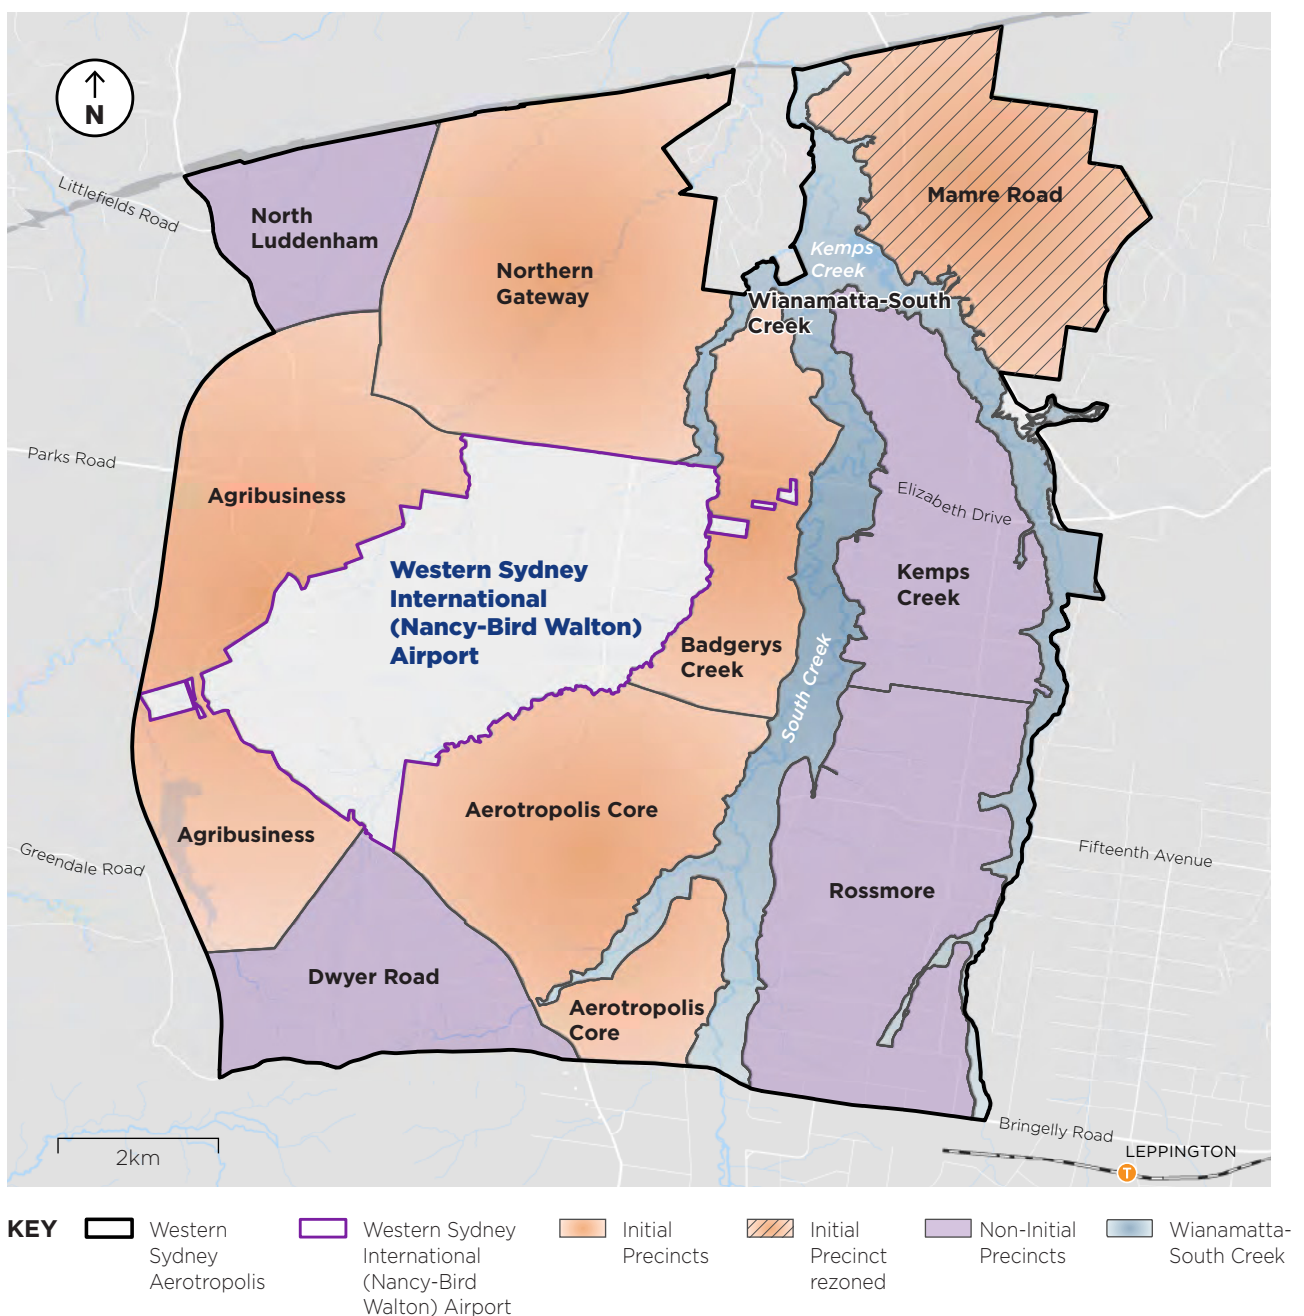 N
Littlefields Road
North
Luddenham
Northern
Gateway
Mamre Road
Kemps
Creek
Wianamatta-South
Creek
Parks Road
Agribusiness
Elizabeth Drive
Western Sydney
International
(Nancy-Bird Walton)
Airport
Kemps
Creek
Badgerys
Creek
South Creek
Aerotropolis Core
Agribusiness
Greendale Road
Fifteenth Avenue
Rossmore
Dwyer Road
Aerotropolis
Core
Bringelly Road
LEPPINGTON
T
2km
KEY
Western
Sydney
Aerotropolis
Western Sydney
International
(Nancy-Bird
Walton) Airport
Initial
Precincts
Initial
Precinct
rezoned
Non-Initial
Precincts
Wianamatta-
South Creek